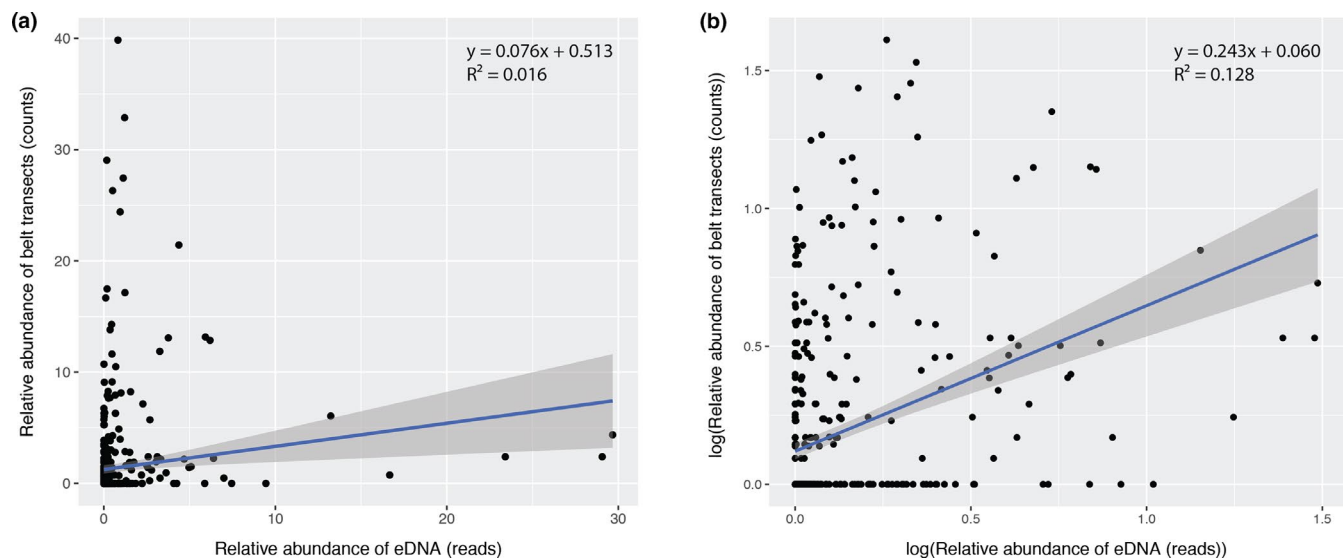 (a)
y = 0.076x + 0.513
R² = 0.016
40
30
20
10
0
0 10 20 30
Relative abundance of belt transects (counts)
Relative abundance of eDNA (reads)
(b)
y = 0.243x + 0.060
R² = 0.128
1.5
1.0
0.5
0.0
0.0 0.5 1.0 1.5
log(Relative abundance of belt transects (counts))
log(Relative abundance of eDNA (reads))